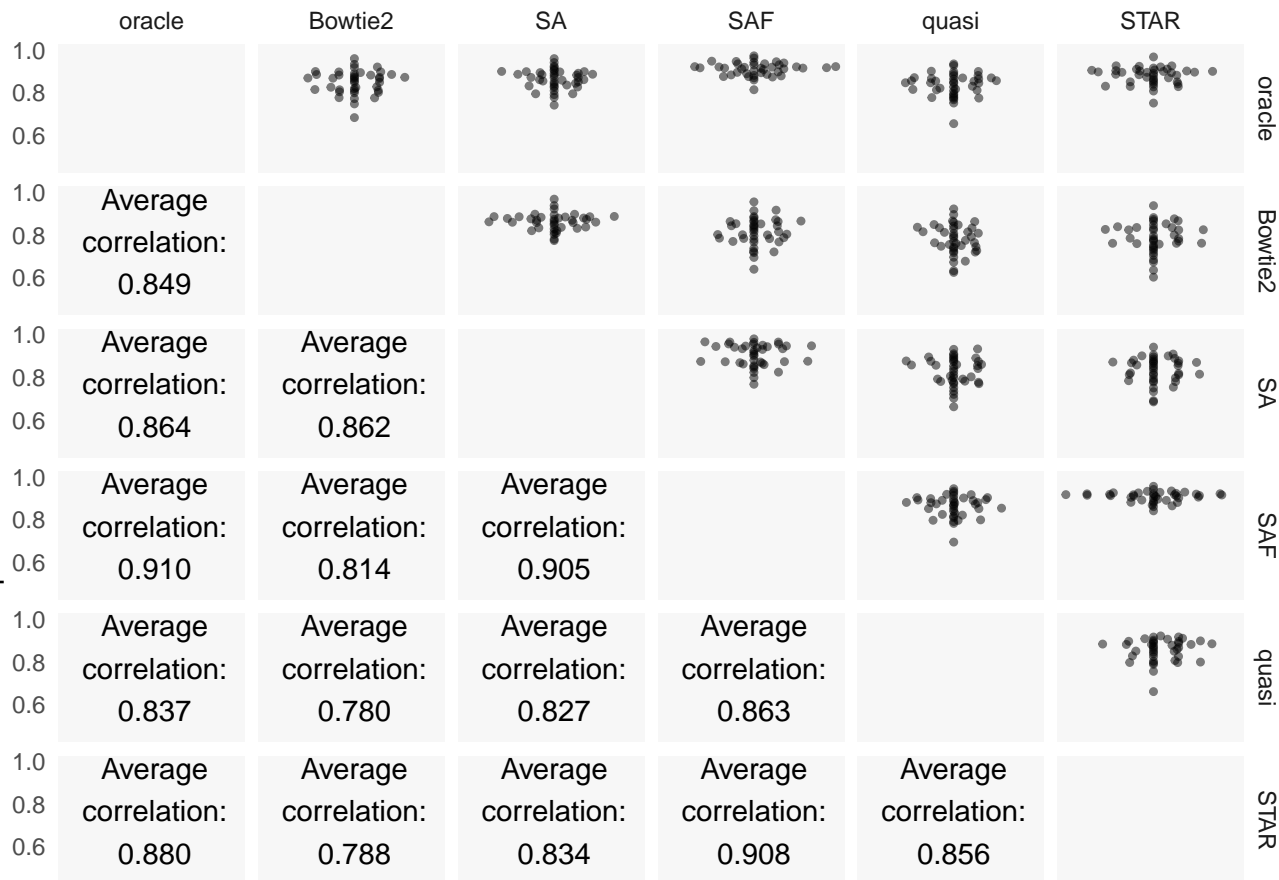 oracle Bowtie2 SA SAF quasi STAR
1.0
0.8
0.6
oracle
1.0
0.8
0.6
Average
correlation:
0.849
Bowtie2
1.0
0.8
0.6
Average Average
correlation: correlation:
0.864 0.862
SA
1.0
0.8
0.6
Average Average Average
correlation: correlation: correlation:
0.910 0.814 0.905
SAF
1.0
0.8
0.6
Average Average Average Average
correlation: correlation: correlation: correlation:
0.837 0.780 0.827 0.863
quasi
1.0
0.8
0.6
Average Average Average Average Average
correlation: correlation: correlation: correlation: correlation:
0.880 0.788 0.834 0.908 0.856
STAR